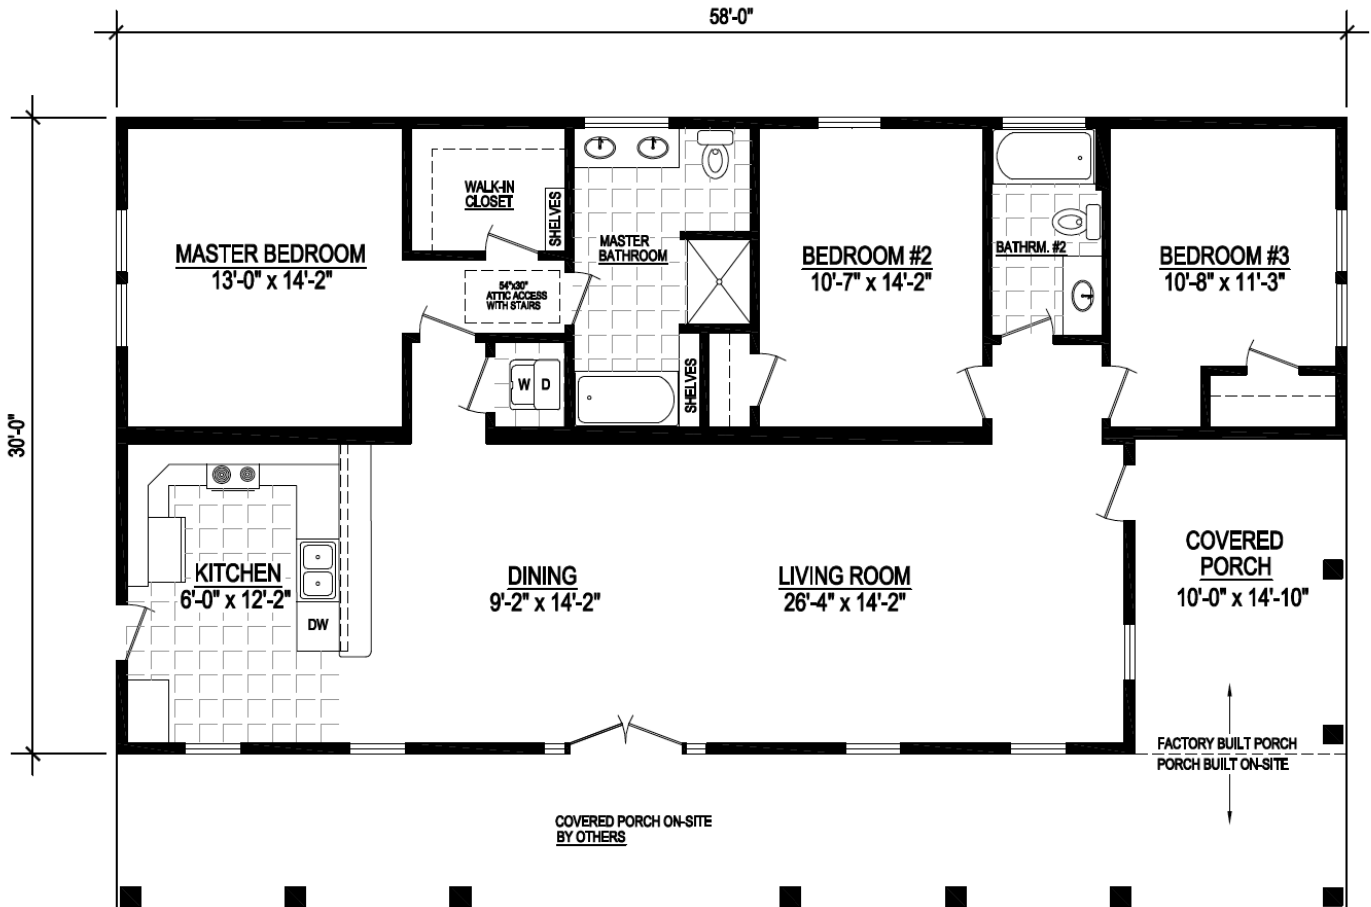 58'-0"
30'-0"
MASTER BEDROOM
13'-0" x 14'-2"
WALK-IN
CLOSET
SHELVES
54"x30"
ATTIC ACCESS
WITH STAIRS
MASTER
BATHROOM
SHELVES
W D
BEDROOM #2
10'-7" x 14'-2"
BATHRM. #2
BEDROOM #3
10'-8" x 11'-3"
KITCHEN
6'-0" x 12'-2"
DW
DINING
9'-2" x 14'-2"
LIVING ROOM
26'-4" x 14'-2"
COVERED
PORCH
10'-0" x 14'-10"
FACTORY BUILT PORCH
PORCH BUILT ON-SITE
COVERED PORCH ON-SITE
BY OTHERS